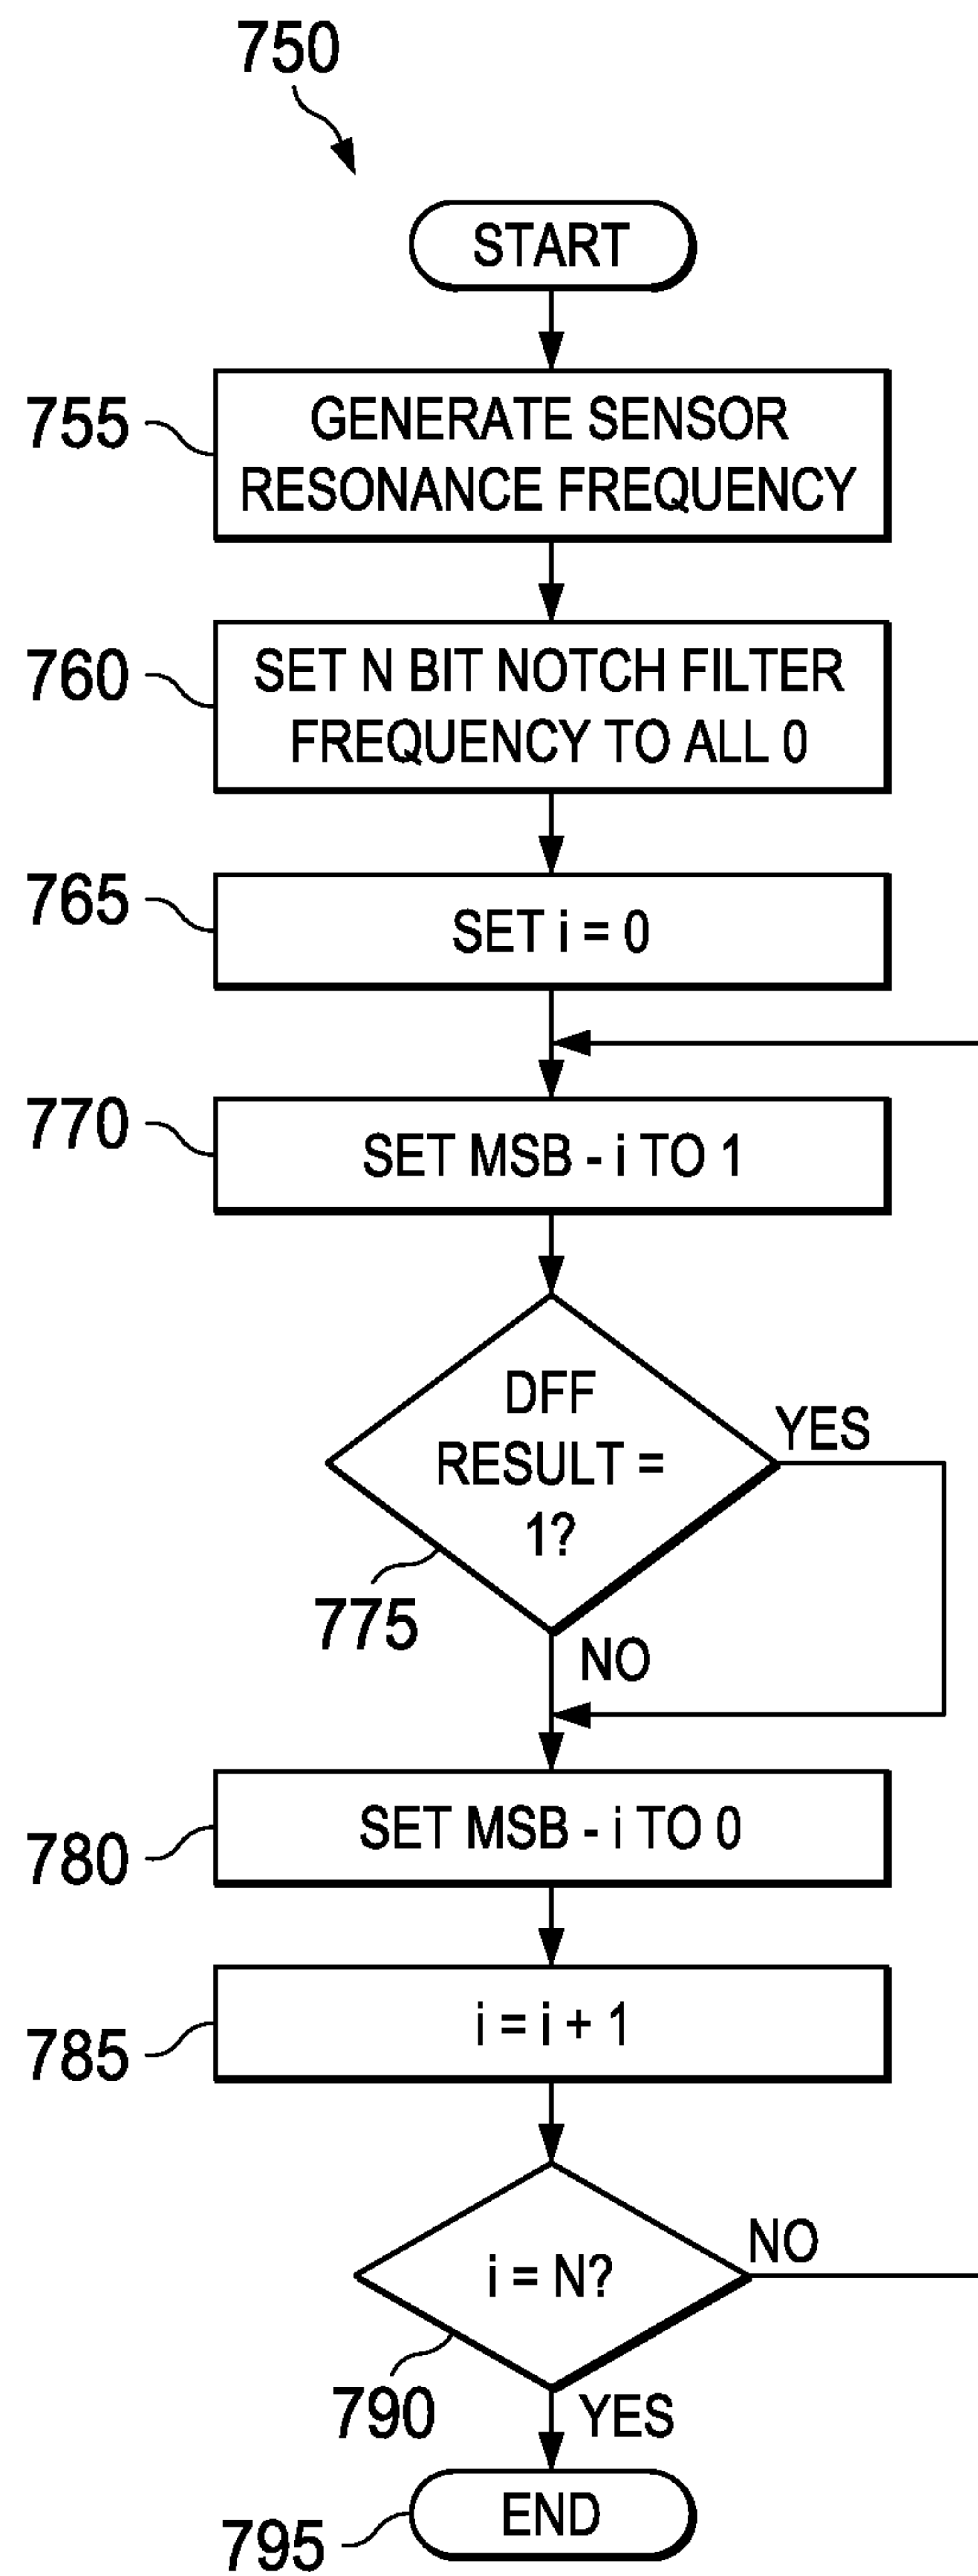 750
START
755
GENERATE SENSOR
RESONANCE FREQUENCY
760
SET N BIT NOTCH FILTER
FREQUENCY TO ALL 0
765
SET i = 0
770
SET MSB - i TO 1
DFF
RESULT =
1?
YES
775
NO
780
SET MSB - i TO 0
785
i = i + 1
i = N?
NO
790
YES
795
END